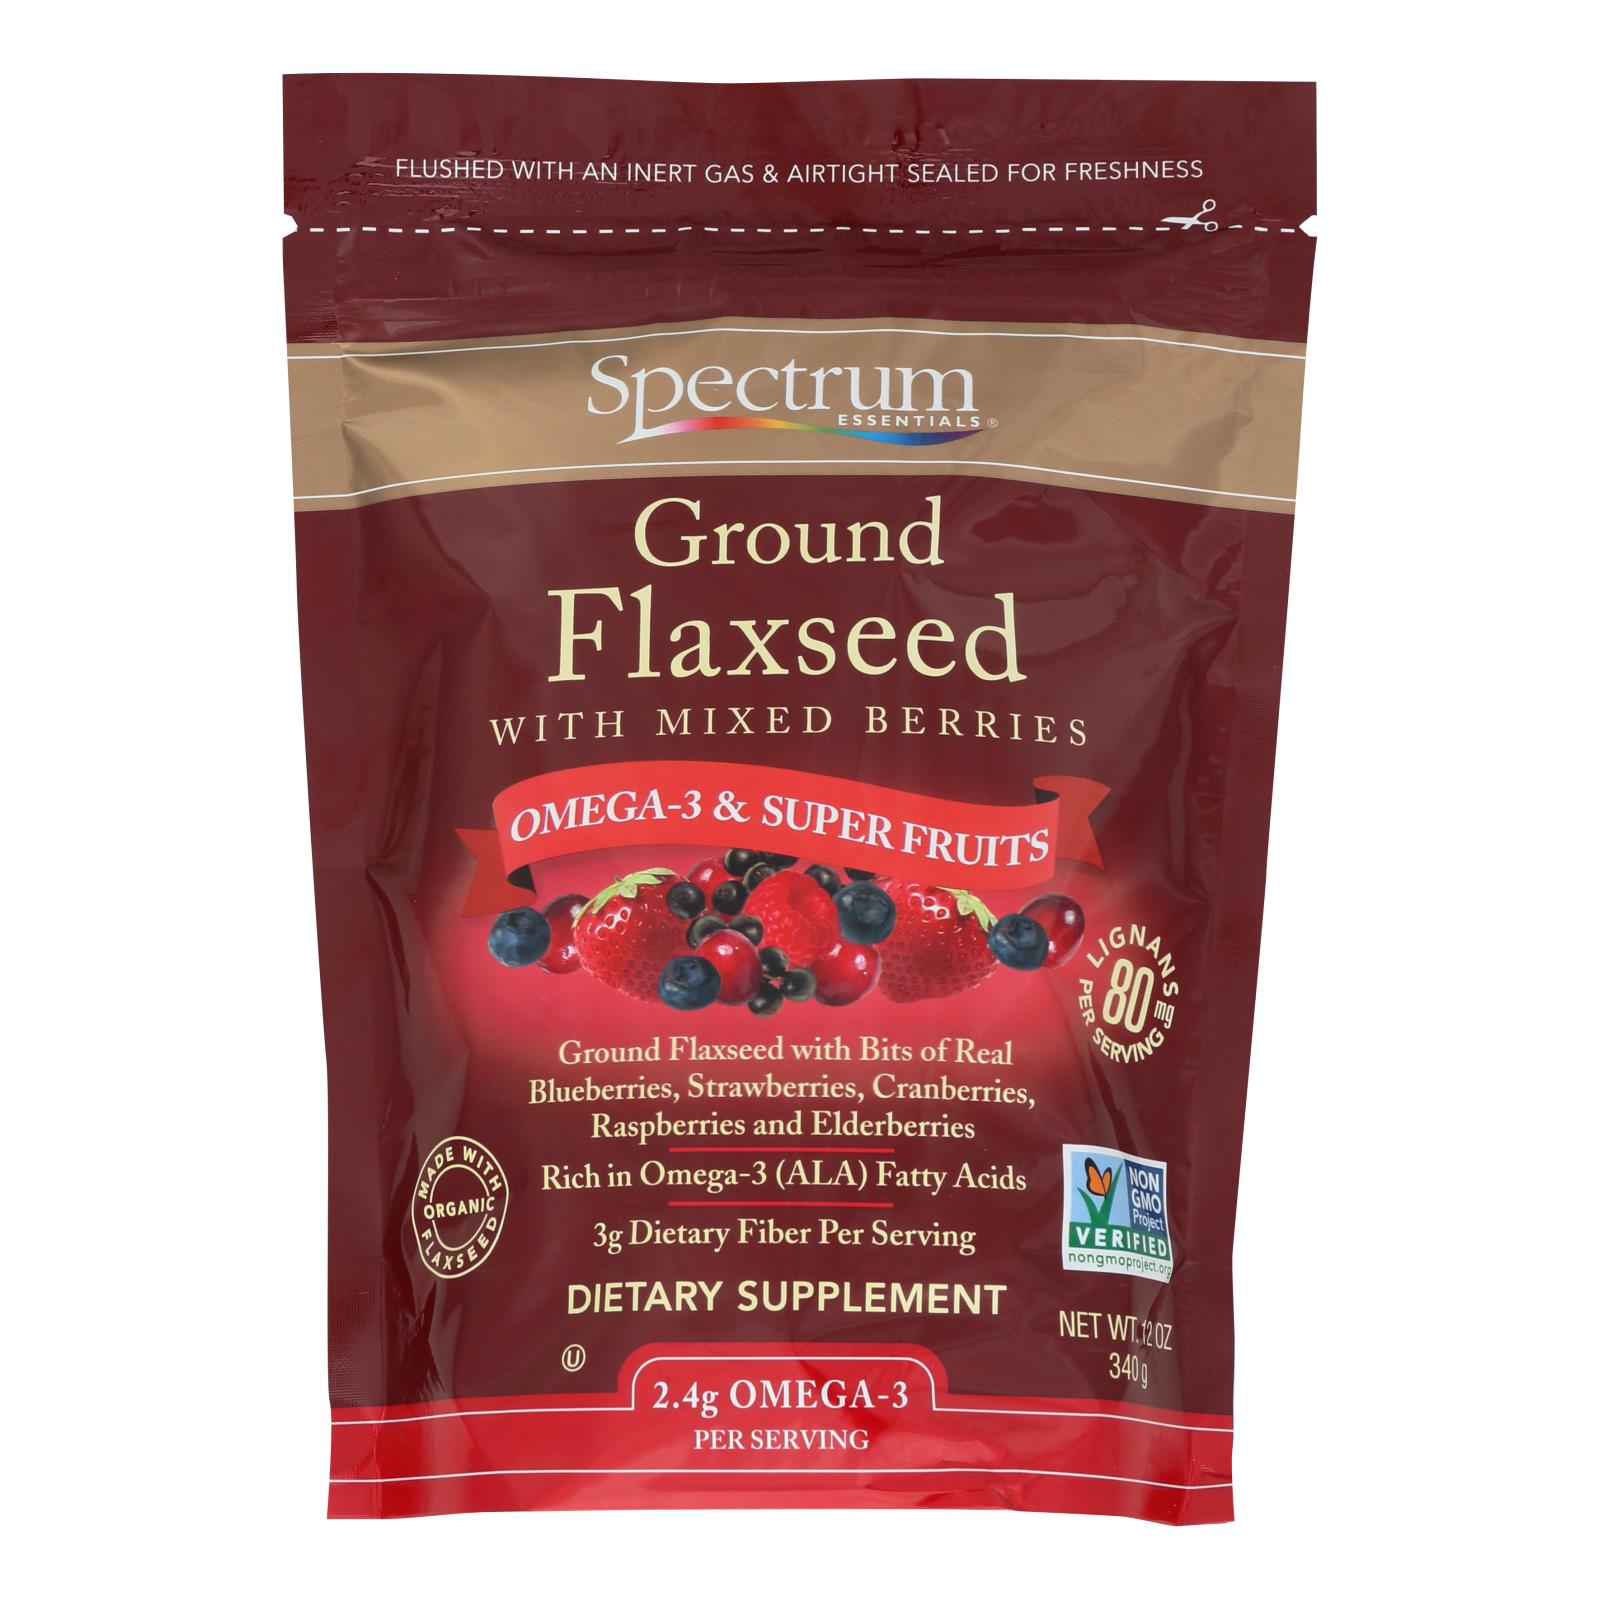 FLUSHED WITH AN INERT GAS & AIRTIGHT SEALED FOR FRESHNESS
Spectrum
ESSENTIALS®
Ground
Flaxseed
WITH MIXED BERRIES
OMEGA-3 & SUPER FRUITS
LIGNANS
80mg
PER SERVING
Ground Flaxseed with Bits of Real
Blueberries, Strawberries, Cranberries,
Raspberries and Elderberries
Rich in Omega-3 (ALA) Fatty Acids
3g Dietary Fiber Per Serving
MADE WITH
ORGANIC
FLAXSEED
NON
GMO
Project
VERIFIED
nongmoproject.org
DIETARY SUPPLEMENT
NET WT. 12 OZ
340 g
U
2.4g OMEGA-3
PER SERVING